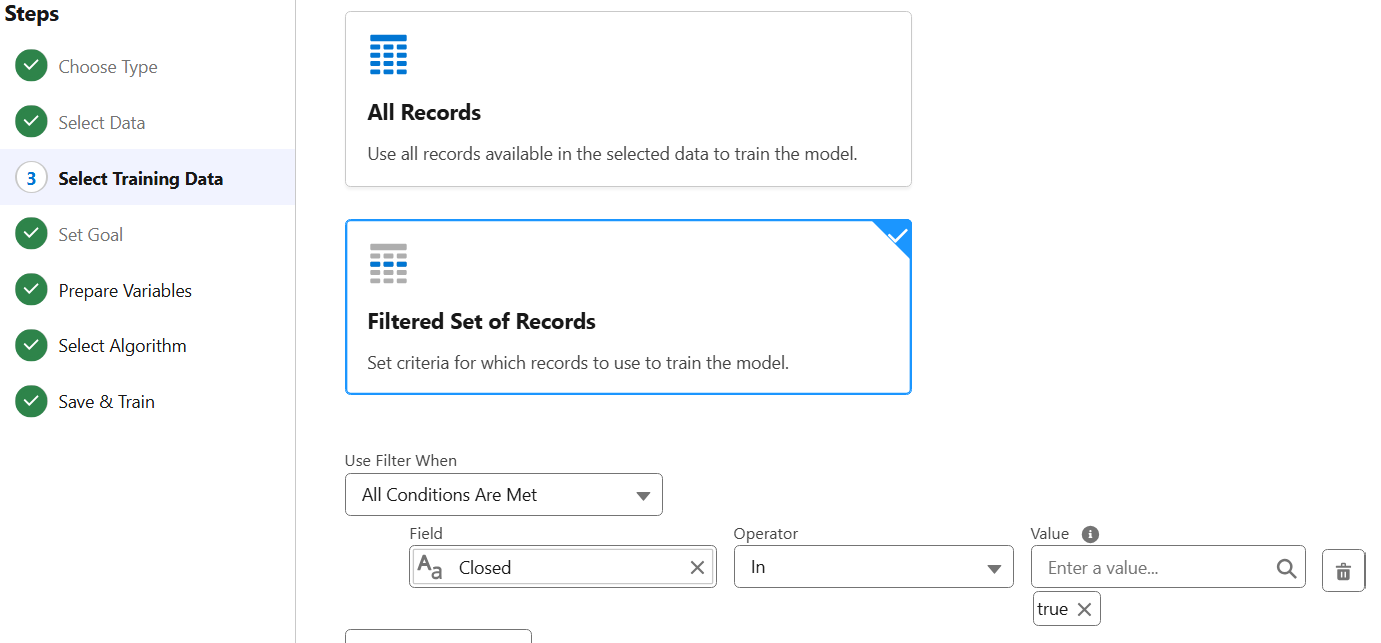 Steps
Choose Type
Select Data
3 Select Training Data
Set Goal
Prepare Variables
Select Algorithm
Save & Train
All Records
Use all records available in the selected data to train the model.
Filtered Set of Records
Set criteria for which records to use to train the model.
Use Filter When
All Conditions Are Met
Field Operator Value i
Aa Closed In Enter a value...
true